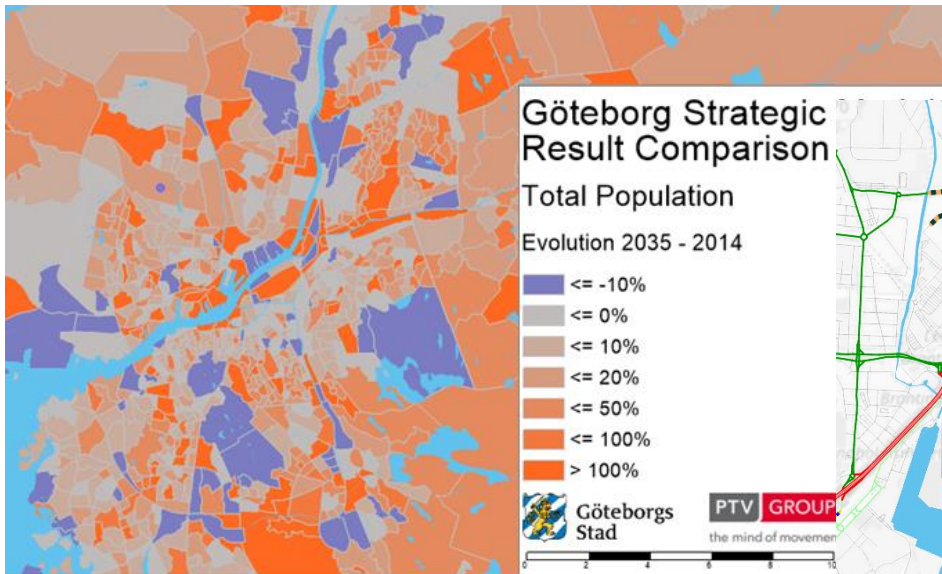 Göteborg Strategic
Result Comparison
Total Population
Evolution 2035 - 2014
<= -10%
<= 0%
<= 10%
<= 20%
<= 50%
<= 100%
> 100%
Göteborgs
Stad
PTV GROUP
the mind of movemen
0 2 4 6 8 10